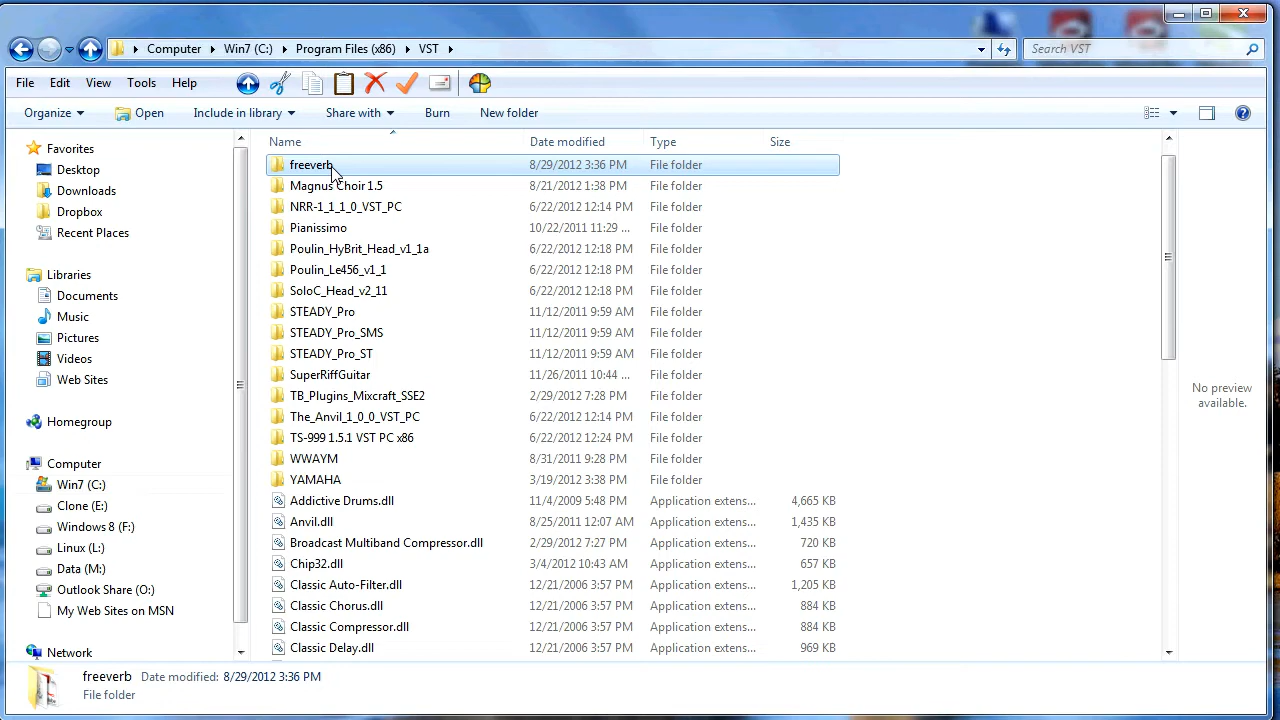 Computer Win7 (C:) Program Files (x86) VST Search VST
File Edit View Tools Help
Organize Open Include in library Share with Burn New folder
Name Date modified Type Size
Favorites
Desktop
Downloads
Dropbox
Recent Places
Libraries
Documents
Music
Pictures
Videos
Web Sites
Homegroup
Computer
Win7 (C:)
Clone (E:)
Windows 8 (F:)
Linux (L:)
Data (M:)
Outlook Share (O:)
My Web Sites on MSN
Network
freeverb 8/29/2012 3:36 PM File folder
Magnus Choir 1.5 8/21/2012 1:38 PM File folder
NRR-1_1_1_0_VST_PC 6/22/2012 12:14 PM File folder
Pianissimo 10/22/2011 11:29 ... File folder
Poulin_HyBrit_Head_v1_1a 6/22/2012 12:18 PM File folder
Poulin_Le456_v1_1 6/22/2012 12:18 PM File folder
SoloC_Head_v2_11 6/22/2012 12:18 PM File folder
STEADY_Pro 11/12/2011 9:59 AM File folder
STEADY_Pro_SMS 11/12/2011 9:59 AM File folder
STEADY_Pro_ST 11/12/2011 9:59 AM File folder
SuperRiffGuitar 11/26/2011 10:44 ... File folder
TB_Plugins_Mixcraft_SSE2 2/29/2012 7:28 PM File folder
The_Anvil_1_0_0_VST_PC 6/22/2012 12:14 PM File folder
TS-999 1.5.1 VST PC x86 6/22/2012 12:24 PM File folder
WWAYM 8/31/2011 9:28 PM File folder
YAMAHA 3/19/2012 3:38 PM File folder
Addictive Drums.dll 11/4/2009 5:48 PM Application extens... 4,665 KB
Anvil.dll 8/25/2011 12:07 AM Application extens... 1,435 KB
Broadcast Multiband Compressor.dll 2/29/2012 7:27 PM Application extens... 720 KB
Chip32.dll 3/4/2012 10:43 AM Application extens... 657 KB
Classic Auto-Filter.dll 12/21/2006 3:57 PM Application extens... 1,205 KB
Classic Chorus.dll 12/21/2006 3:57 PM Application extens... 884 KB
Classic Compressor.dll 12/21/2006 3:57 PM Application extens... 884 KB
Classic Delay.dll 12/21/2006 3:57 PM Application extens... 969 KB
No preview
available.
freeverb Date modified: 8/29/2012 3:36 PM
File folder